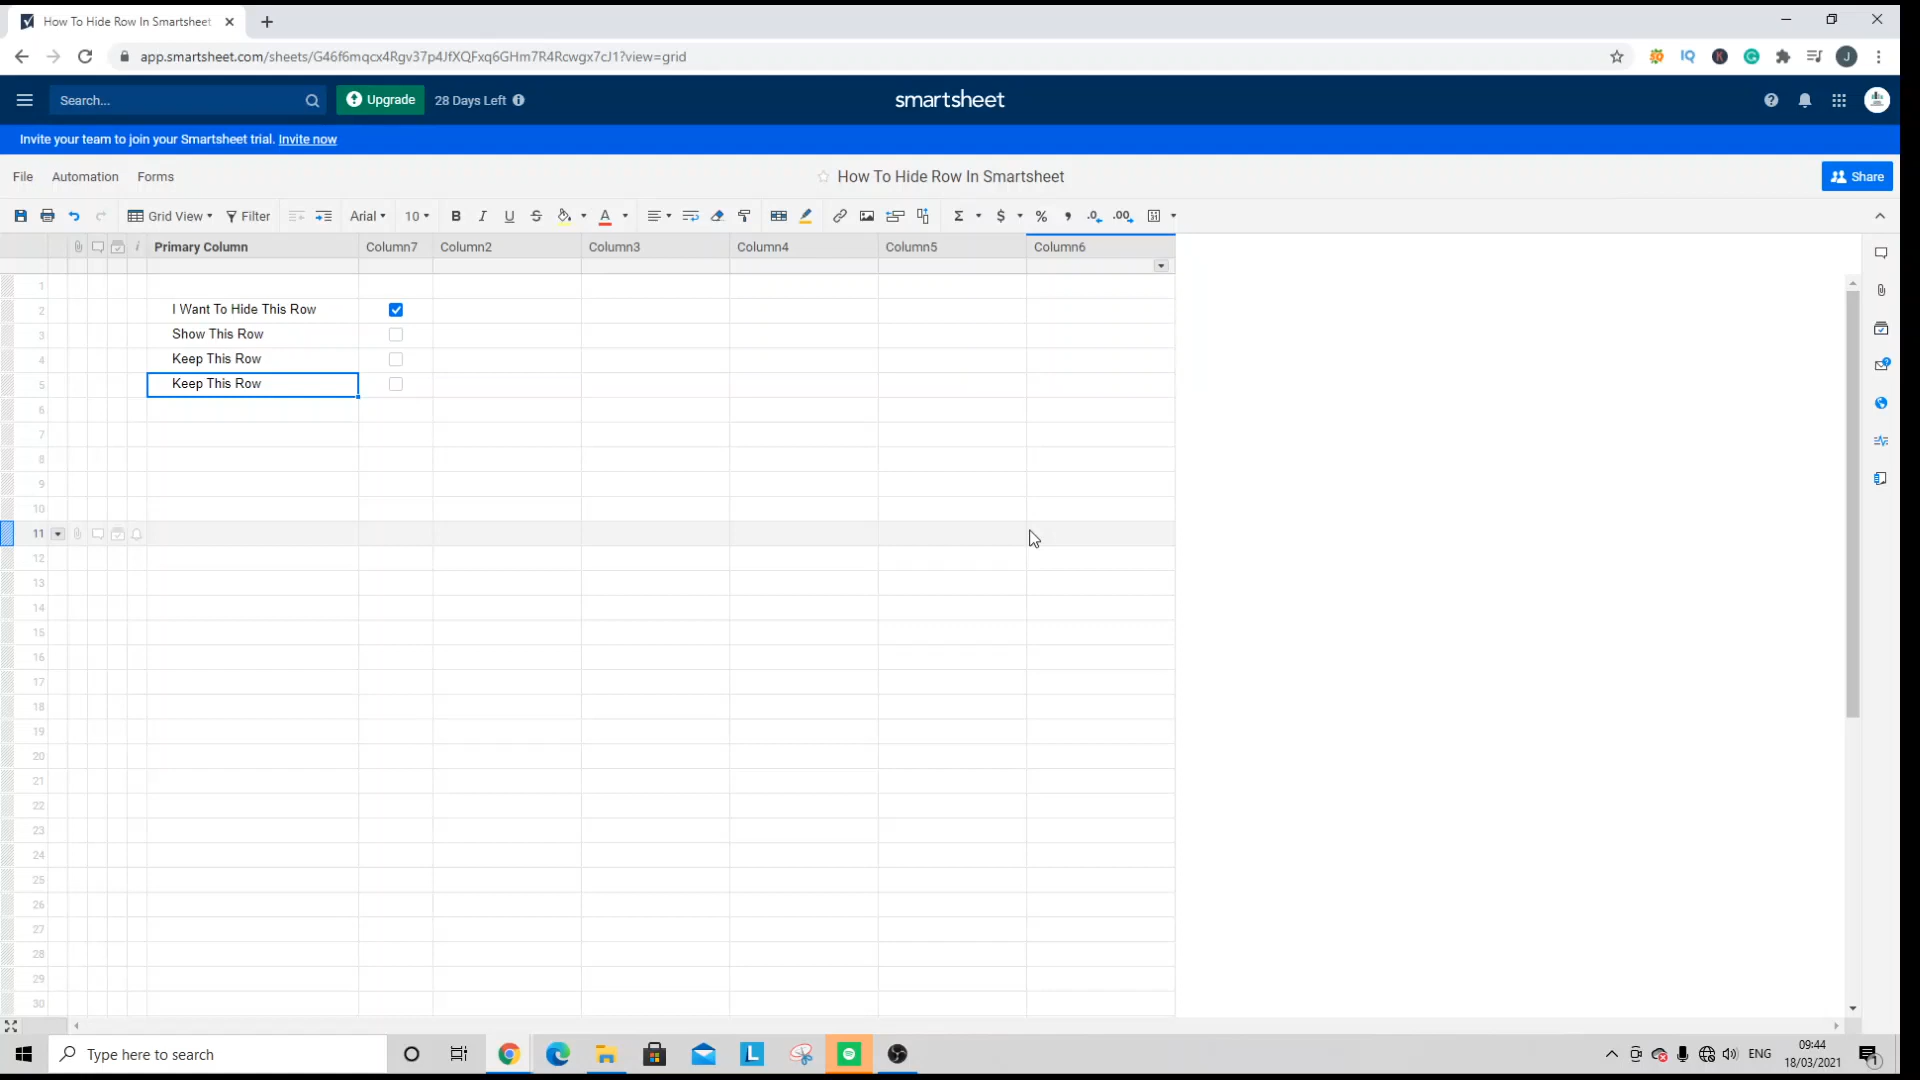 How To Hide Row In Smartsheet
app.smartsheet.com/sheets/G46f6mqcx4Rgv37p4JfXQFxq6GHm7R4Rcwgx7cJ1?view=grid
Search... Upgrade 28 Days Left smartsheet
Invite your team to join your Smartsheet trial. Invite now
File Automation Forms How To Hide Row In Smartsheet Share
Grid View Filter Arial 10 B I U S A Σ $ % , .0 .00
Primary Column Column7 Column2 Column3 Column4 Column5 Column6
1
2 I Want To Hide This Row
3 Show This Row
4 Keep This Row
5 Keep This Row
6
7
8
9
10
11
12
13
14
15
16
17
18
19
20
21
22
23
24
25
26
27
28
29
30
Type here to search ENG 09:44
18/03/2021